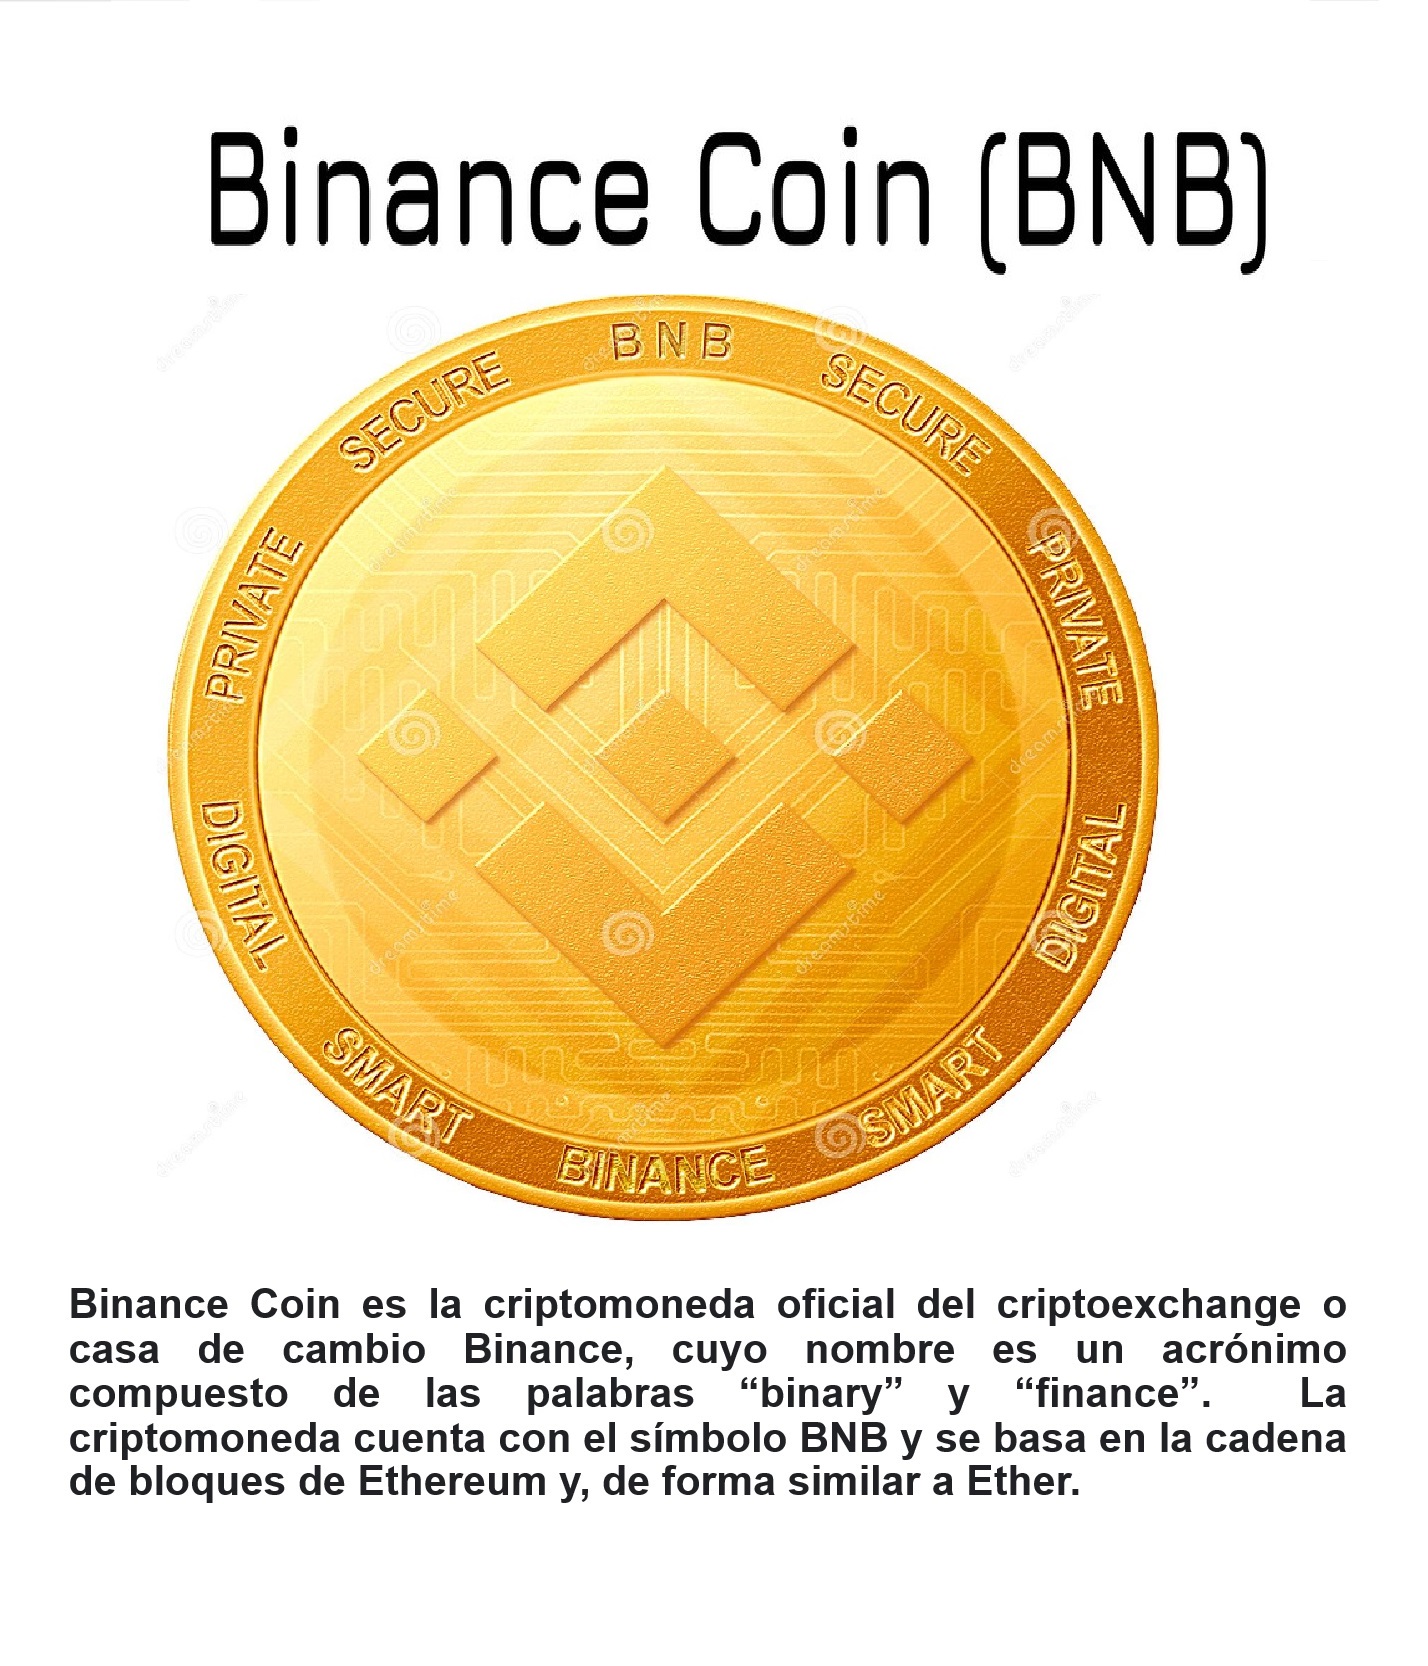 Binance Coin (BNB)
BNB
SECURE
SECURE
PRIVATE
PRIVATE
DIGITAL
DIGITAL
SMART
SMART
BINANCE
dreamstime
Binance Coin es la criptomoneda oficial del criptoexchange o
casa de cambio Binance, cuyo nombre es un acrónimo
compuesto de las palabras “binary” y “finance”. La
criptomoneda cuenta con el símbolo BNB y se basa en la cadena
de bloques de Ethereum y, de forma similar a Ether.